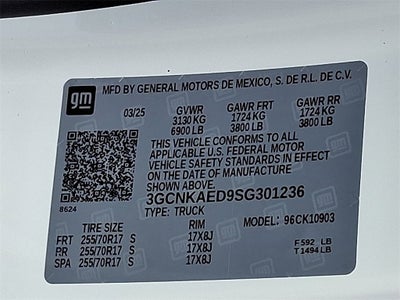 gm
MFD BY GENERAL MOTORS DE MEXICO, S. DE R.L. DE C.V.
03/25 GVWR GAWR FRT GAWR RR
3130 KG 1724 KG 1724 KG
6900 LB 3800 LB 3800 LB
THIS VEHICLE CONFORMS TO ALL
APPLICABLE U.S. FEDERAL MOTOR
VEHICLE SAFETY STANDARDS IN EFFECT
ON THE DATE OF MANUFACTURE
SHOWN ABOVE.
3GCNKAED9SG301236
8624 TYPE: TRUCK MODEL: 96CK10903
TIRE SIZE RIM
FRT 255/70R17 S 17X8J F 592 LB
RR 255/70R17 S 17X8J T 1494 LB
SPA 255/70R17 S 17X8J